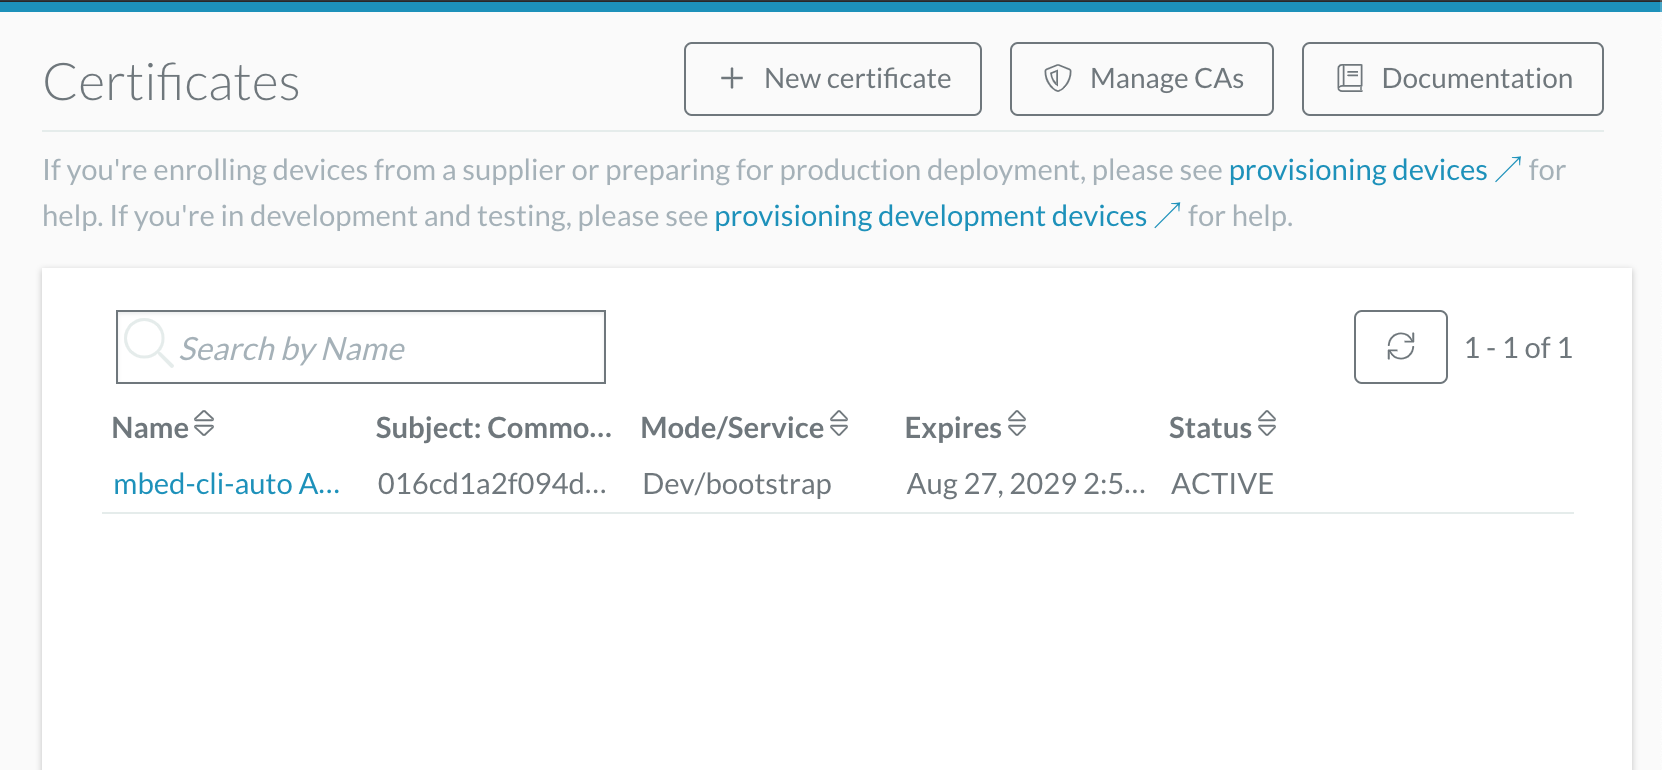 Certificates
New certificate
Manage CAs
Documentation
If you're enrolling devices from a supplier or preparing for production deployment, please see provisioning devices for
help. If you're in development and testing, please see provisioning development devices for help.
Search by Name
1 - 1 of 1
Name Subject: Commo... Mode/Service Expires Status
mbed-cli-auto A... 016cd1a2f094d... Dev/bootstrap Aug 27, 2029 2:5... ACTIVE